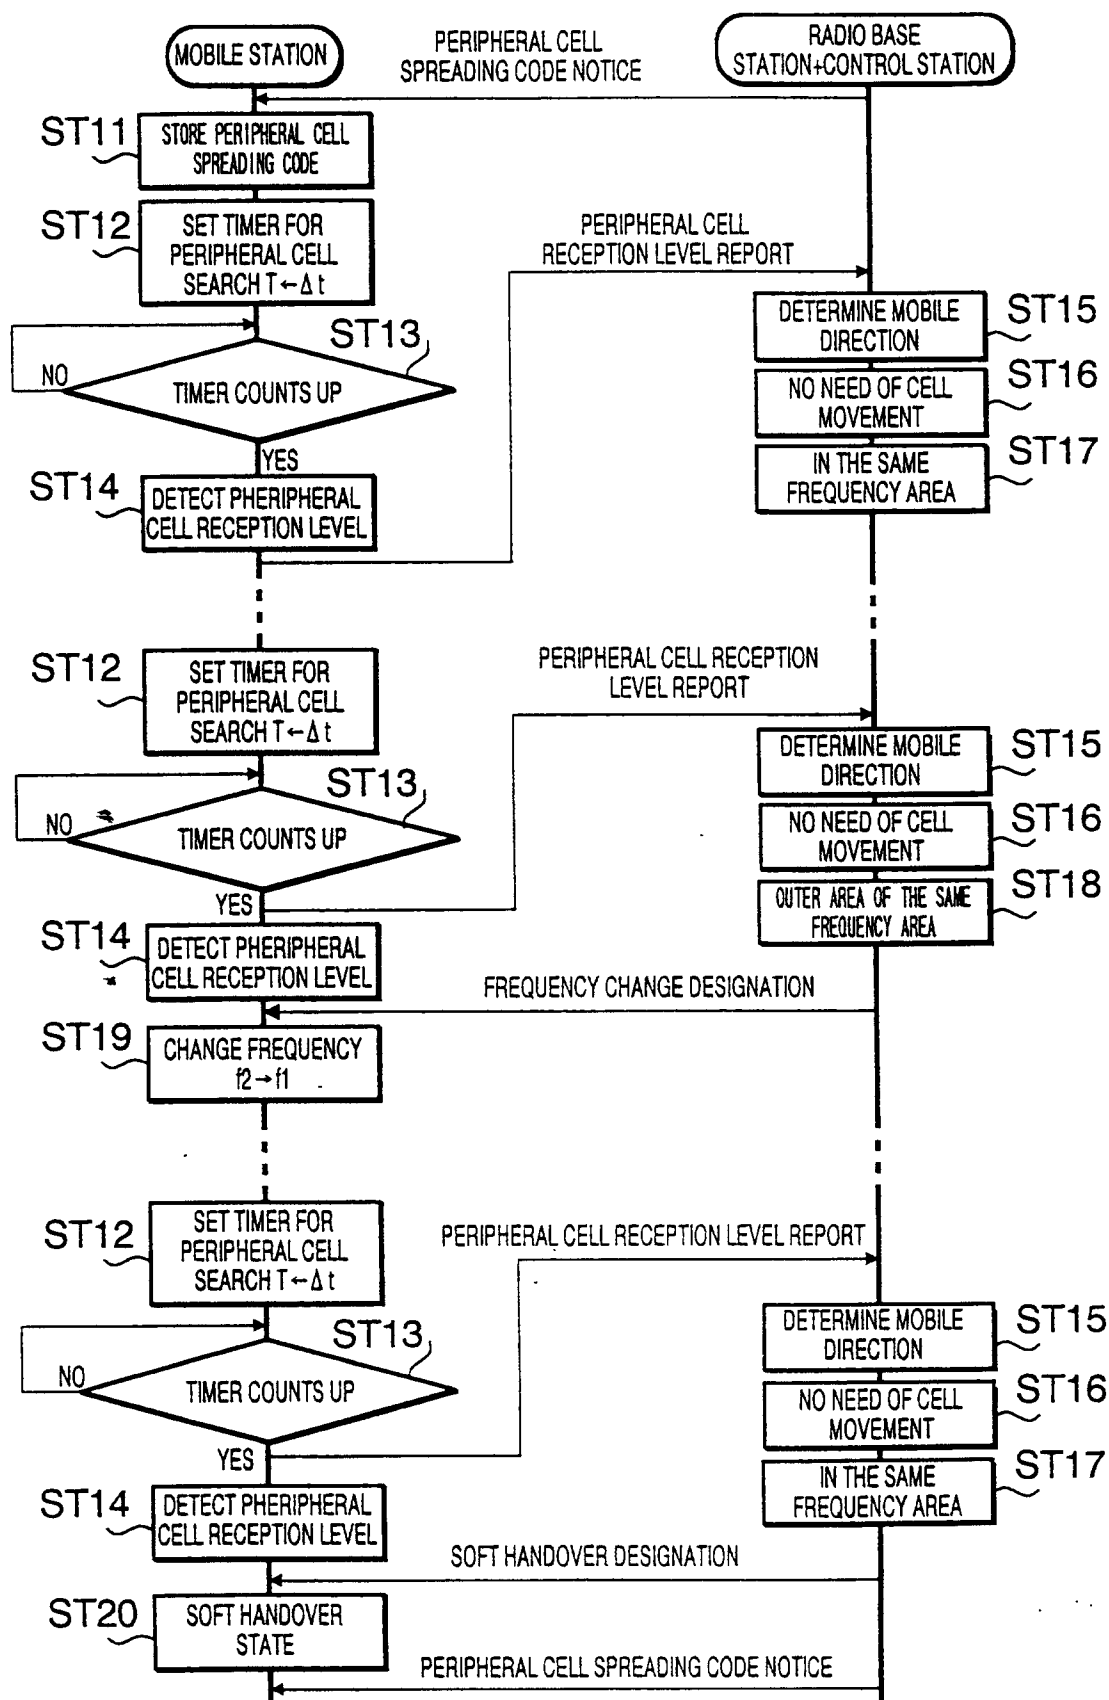 MOBILE STATION
PERIPHERAL CELL
SPREADING CODE NOTICE
RADIO BASE
STATION+CONTROL STATION
ST11
STORE PERIPHERAL CELL
SPREADING CODE
ST12
SET TIMER FOR
PERIPHERAL CELL
SEARCH T←Δt
PERIPHERAL CELL
RECEPTION LEVEL REPORT
DETERMINE MOBILE
DIRECTION
ST15
ST13
NO
TIMER COUNTS UP
NO NEED OF CELL
MOVEMENT
ST16
YES
IN THE SAME
FREQUENCY AREA
ST17
ST14
DETECT PHERIPHERAL
CELL RECEPTION LEVEL
ST12
SET TIMER FOR
PERIPHERAL CELL
SEARCH T←Δt
PERIPHERAL CELL RECEPTION
LEVEL REPORT
DETERMINE MOBILE
DIRECTION
ST15
ST13
NO
TIMER COUNTS UP
NO NEED OF CELL
MOVEMENT
ST16
YES
OUTER AREA OF THE SAME
FREQUENCY AREA
ST18
ST14
DETECT PHERIPHERAL
CELL RECEPTION LEVEL
FREQUENCY CHANGE DESIGNATION
ST19
CHANGE FREQUENCY
f2→f1
ST12
SET TIMER FOR
PERIPHERAL CELL
SEARCH T←Δt
PERIPHERAL CELL RECEPTION LEVEL REPORT
DETERMINE MOBILE
DIRECTION
ST15
ST13
NO
TIMER COUNTS UP
NO NEED OF CELL
MOVEMENT
ST16
YES
IN THE SAME
FREQUENCY AREA
ST17
ST14
DETECT PHERIPHERAL
CELL RECEPTION LEVEL
SOFT HANDOVER DESIGNATION
ST20
SOFT HANDOVER
STATE
PERIPHERAL CELL SPREADING CODE NOTICE